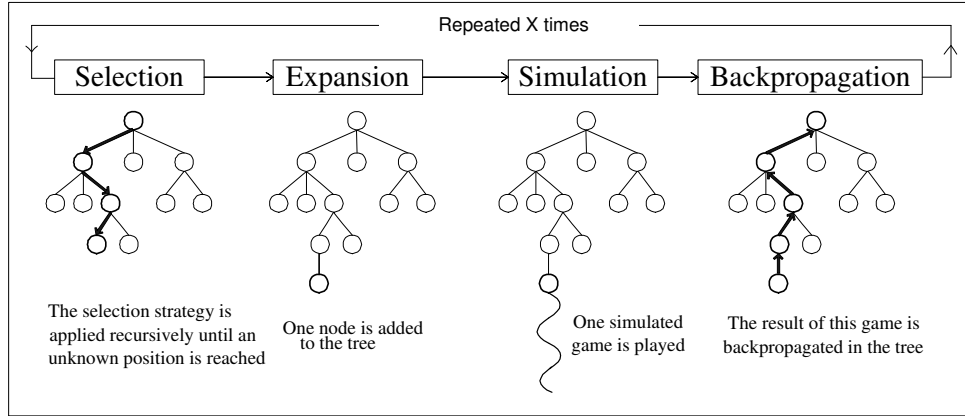 Repeated X times
Selection
Expansion
Simulation
Backpropagation
The selection strategy is
applied recursively until an
unknown position is reached
One node is added
to the tree
One simulated
game is played
The result of this game is
backpropagated in the tree